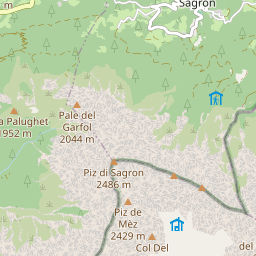 Sagron
Pale del
Garfol
2044 m
a Palughet
1952 m
Piz di Sagron
2486 m
Piz de
Mèz
2429 m
Col Del
del